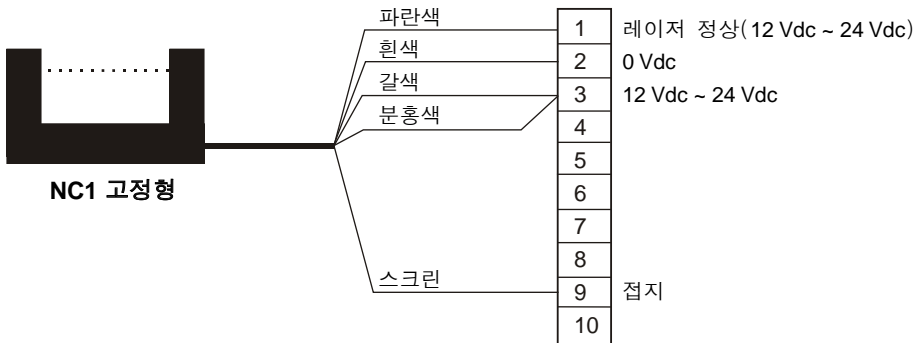 파란색 1 레이저 정상(12 Vdc ~ 24 Vdc)
흰색 2 0 Vdc
갈색 3 12 Vdc ~ 24 Vdc
분홍색 4
5
NC1 고정형 6
7
8
스크린 9 접지
10